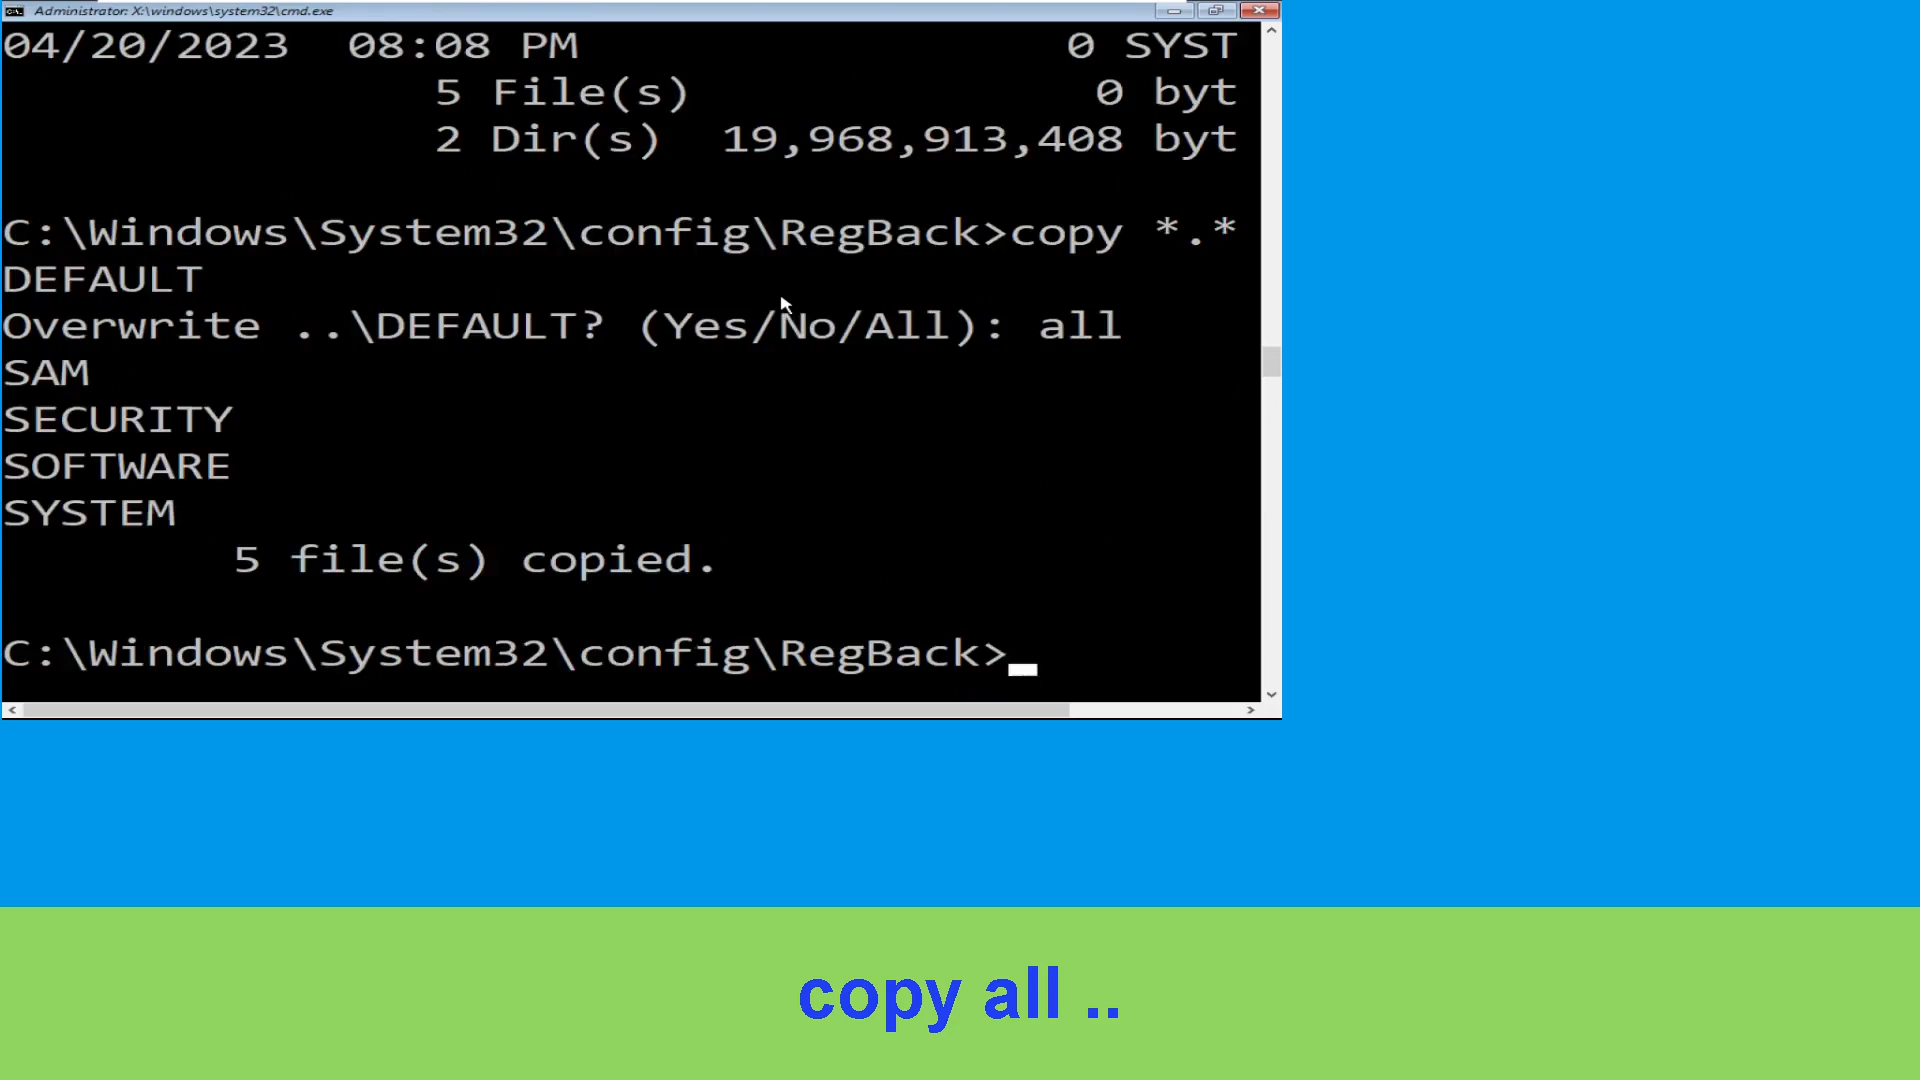 Administrator: X:\windows\system32\cmd.exe
04/20/2023 08:08 PM 0 SYST
5 File(s) 0 byt
2 Dir(s) 19,968,913,408 byt
C:\Windows\System32\config\RegBack>copy *.*
DEFAULT
Overwrite ..\DEFAULT? (Yes/No/All): all
SAM
SECURITY
SOFTWARE
SYSTEM
5 file(s) copied.
C:\Windows\System32\config\RegBack>
copy all ..